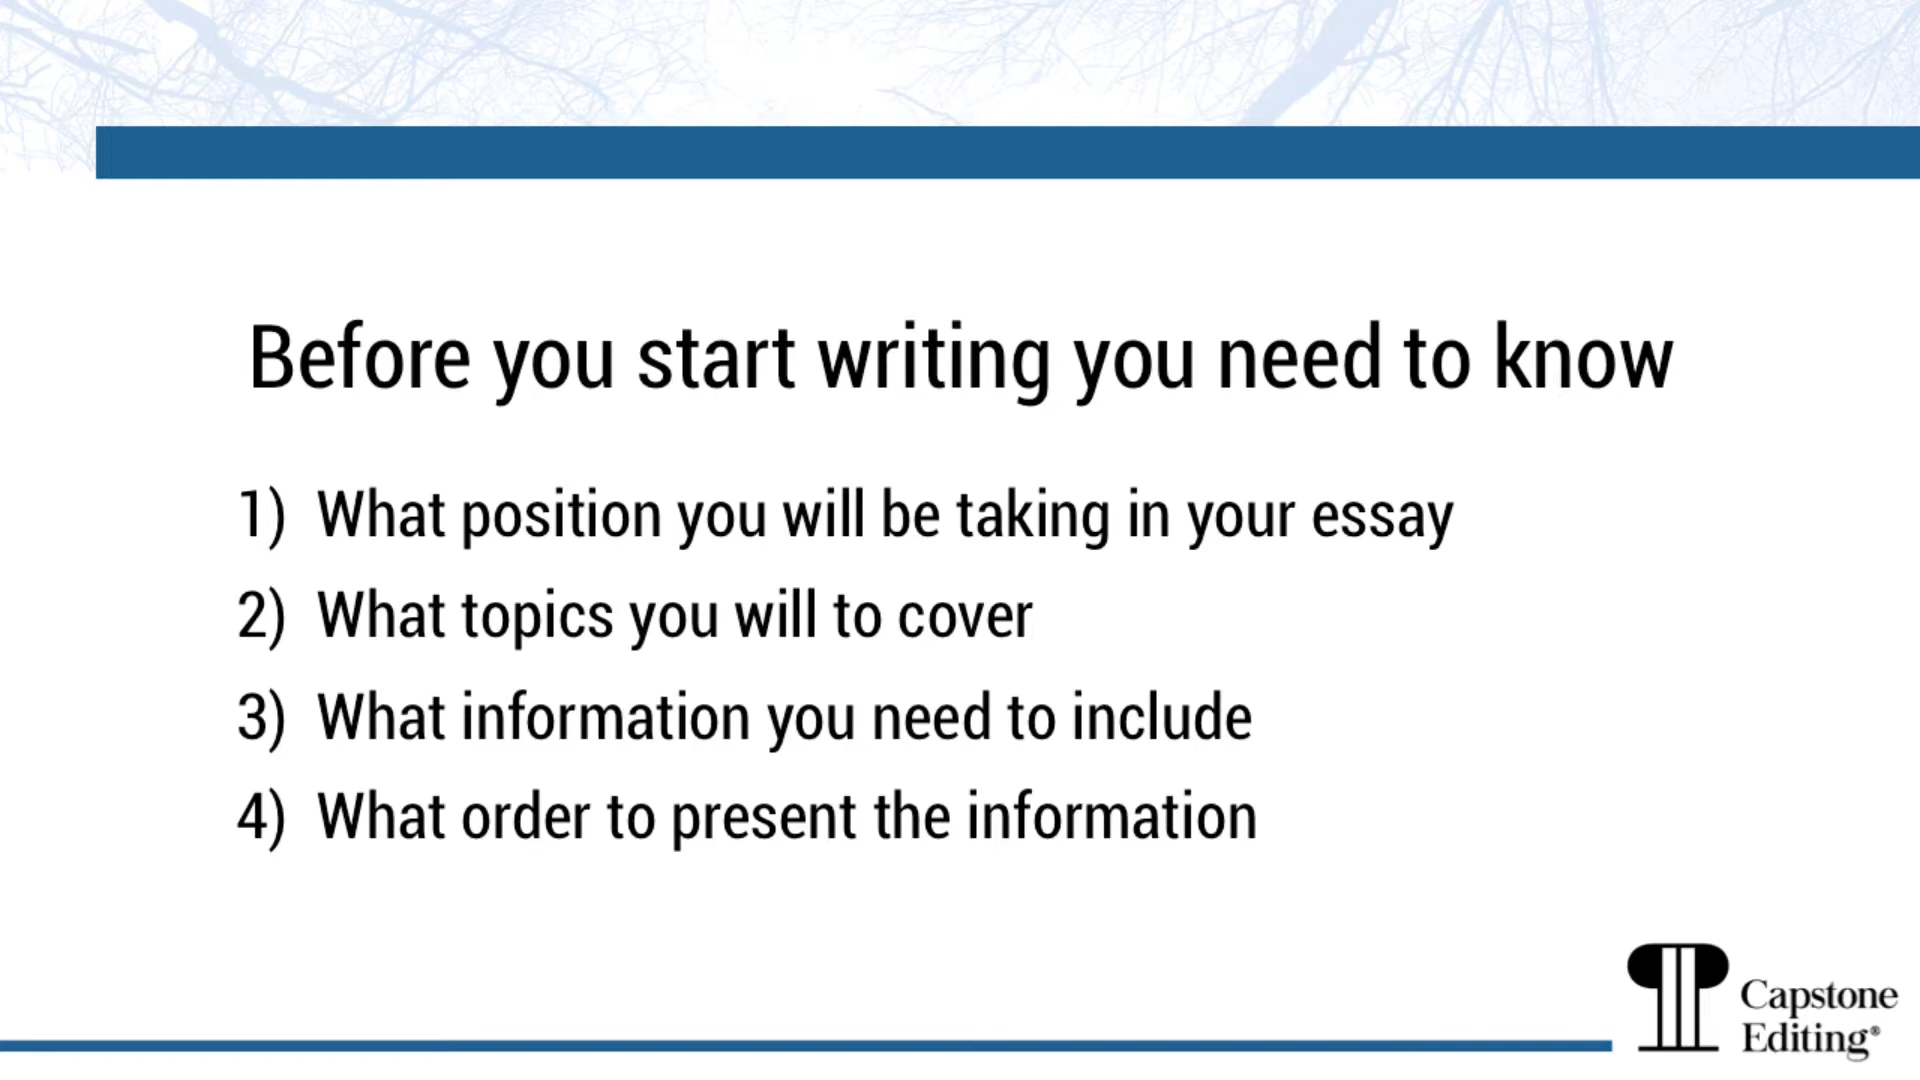 Before you start writing you need to know
1) What position you will be taking in your essay
2) What topics you will to cover
3) What information you need to include
4) What order to present the information
Capstone
Editing®